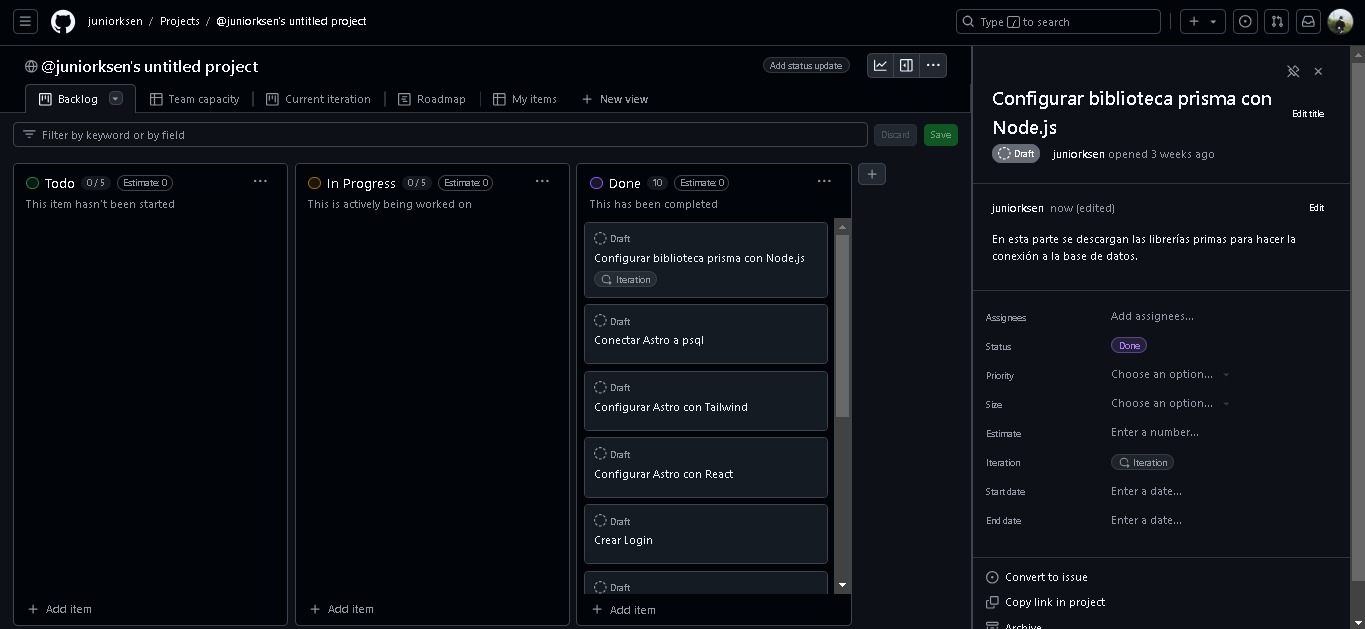 juniorksen / Projects / @juniorksen's untitled project
Type / to search
@juniorksen's untitled project
Add status update
Backlog
Team capacity
Current iteration
Roadmap
My items
New view
Filter by keyword or by field
Discard
Save
Todo 0 / 5 Estimate: 0
This item hasn't been started
Add item
In Progress 0 / 5 Estimate: 0
This is actively being worked on
Add item
Done 10 Estimate: 0
This has been completed
Draft
Configurar biblioteca prisma con Node.js
Iteration
Draft
Conectar Astro a psql
Draft
Configurar Astro con Tailwind
Draft
Configurar Astro con React
Draft
Crear Login
Draft
Add item
Configurar biblioteca prisma con
Node.js
Edit title
Draft juniorksen opened 3 weeks ago
juniorksen now (edited) Edit
En esta parte se descargan las librerías primas para hacer la
conexión a la base de datos.
Assignees Add assignees...
Status Done
Priority Choose an option...
Size Choose an option...
Estimate Enter a number...
Iteration Iteration
Start date Enter a date...
End date Enter a date...
Convert to issue
Copy link in project
Archive